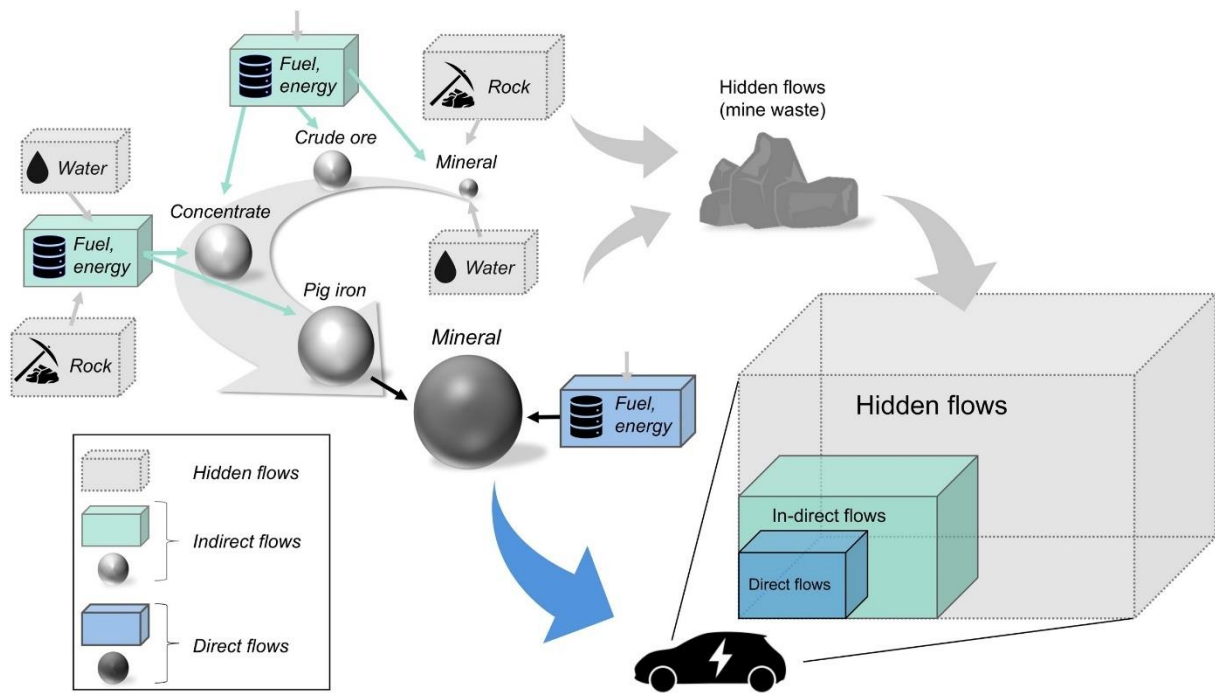 Fuel,
energy
Rock
Hidden flows
(mine waste)
Crude ore
Mineral
Water
Concentrate
Fuel,
energy
Water
Pig iron
Rock
Mineral
Fuel,
energy
Hidden flows
Hidden flows
In-direct flows
Indirect flows
Direct flows
Direct flows